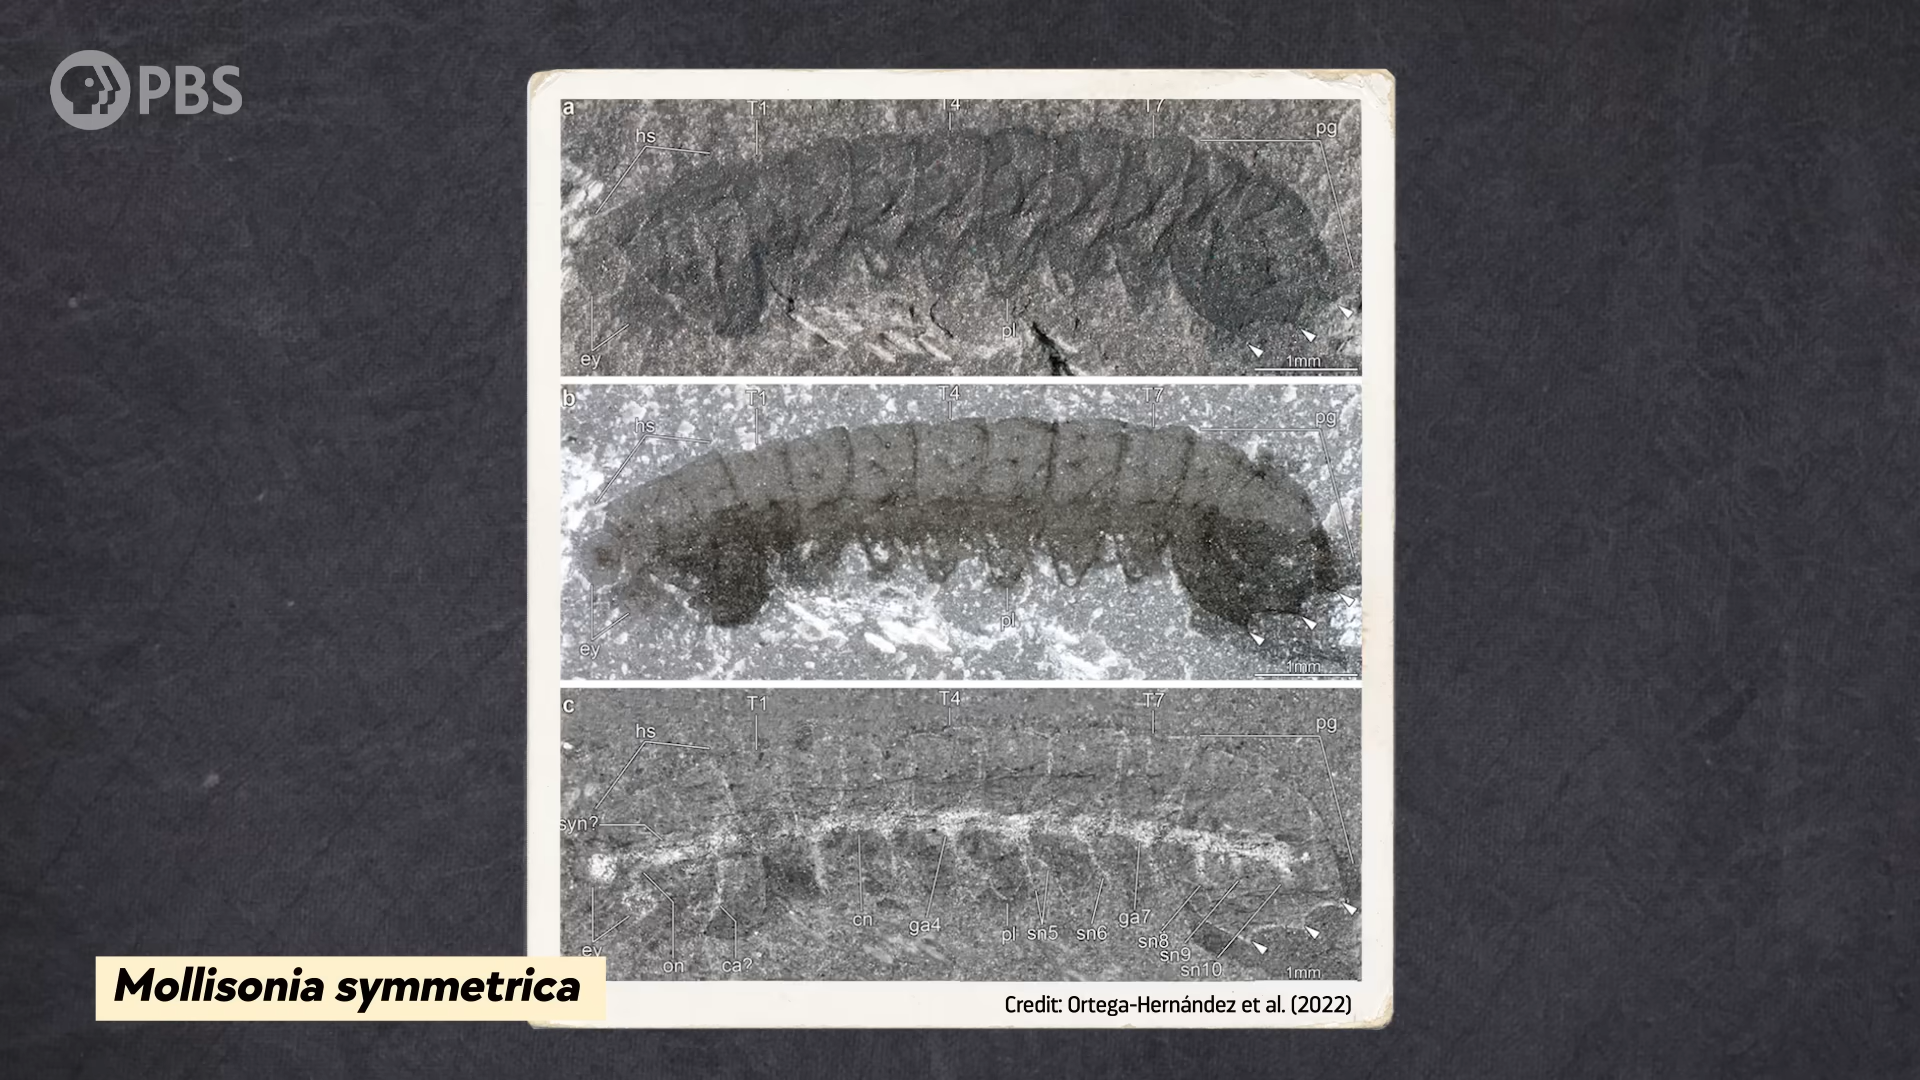 PBS
a
T1
T4
T7
hs
pg
ey
pl
1mm
b
T1
T4
T7
hs
pg
ey
pl
1mm
c
T1
T4
T7
hs
pg
syn?
cn
ga4
pl
sn5
sn6
ga7
sn8
sn9
sn10
ey
on
ca?
1mm
Mollisonia symmetrica
Credit: Ortega-Hernández et al. (2022)